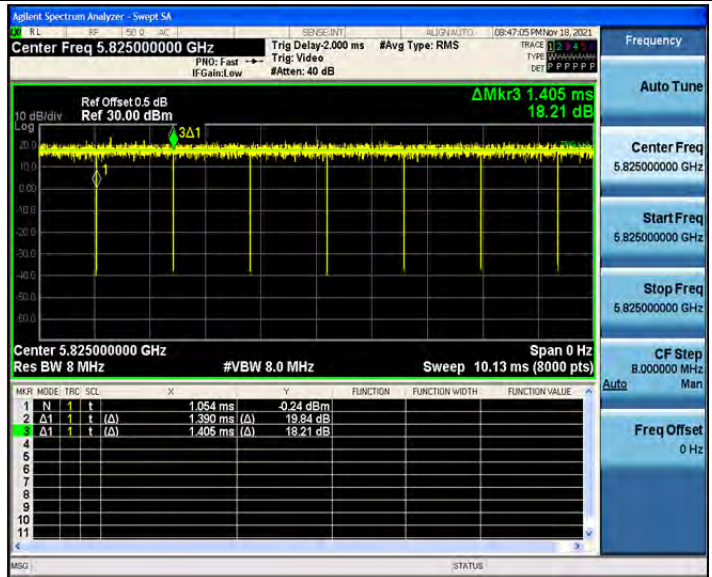 Agilent Spectrum Analyzer - Swept SA
RL RF 50 Ω AC SENSE:INT ALIGN AUTO 08:47:05 PM Nov 18, 2021
Center Freq 5.825000000 GHz
PNO: Fast
IFGain:Low
Trig Delay-2.000 ms
Trig: Video
#Atten: 40 dB
#Avg Type: RMS
TRACE 1 2 3 4 5 6
TYPE
DET P P P P P P
Frequency
ΔMkr3 1.405 ms
18.21 dB
Ref Offset 0.5 dB
10 dB/div Ref 30.00 dBm
Log
3Δ1
1
20.0
10.0
0.00
-10.0
-20.0
-30.0
-40.0
-50.0
-60.0
Center 5.825000000 GHz Span 0 Hz
Res BW 8 MHz #VBW 8.0 MHz Sweep 10.13 ms (8000 pts)
MKR MODE TRC SCL X Y FUNCTION FUNCTION WIDTH FUNCTION VALUE
1 N 1 t 1.054 ms -0.24 dBm
2 Δ1 1 t (Δ) 1.390 ms (Δ) 19.84 dB
3 Δ1 1 t (Δ) 1.405 ms (Δ) 18.21 dB
4
5
6
7
8
9
10
11
Auto Tune
Center Freq
5.825000000 GHz
Start Freq
5.825000000 GHz
Stop Freq
5.825000000 GHz
CF Step
8.000000 MHz
Auto Man
Freq Offset
0 Hz
MSG STATUS